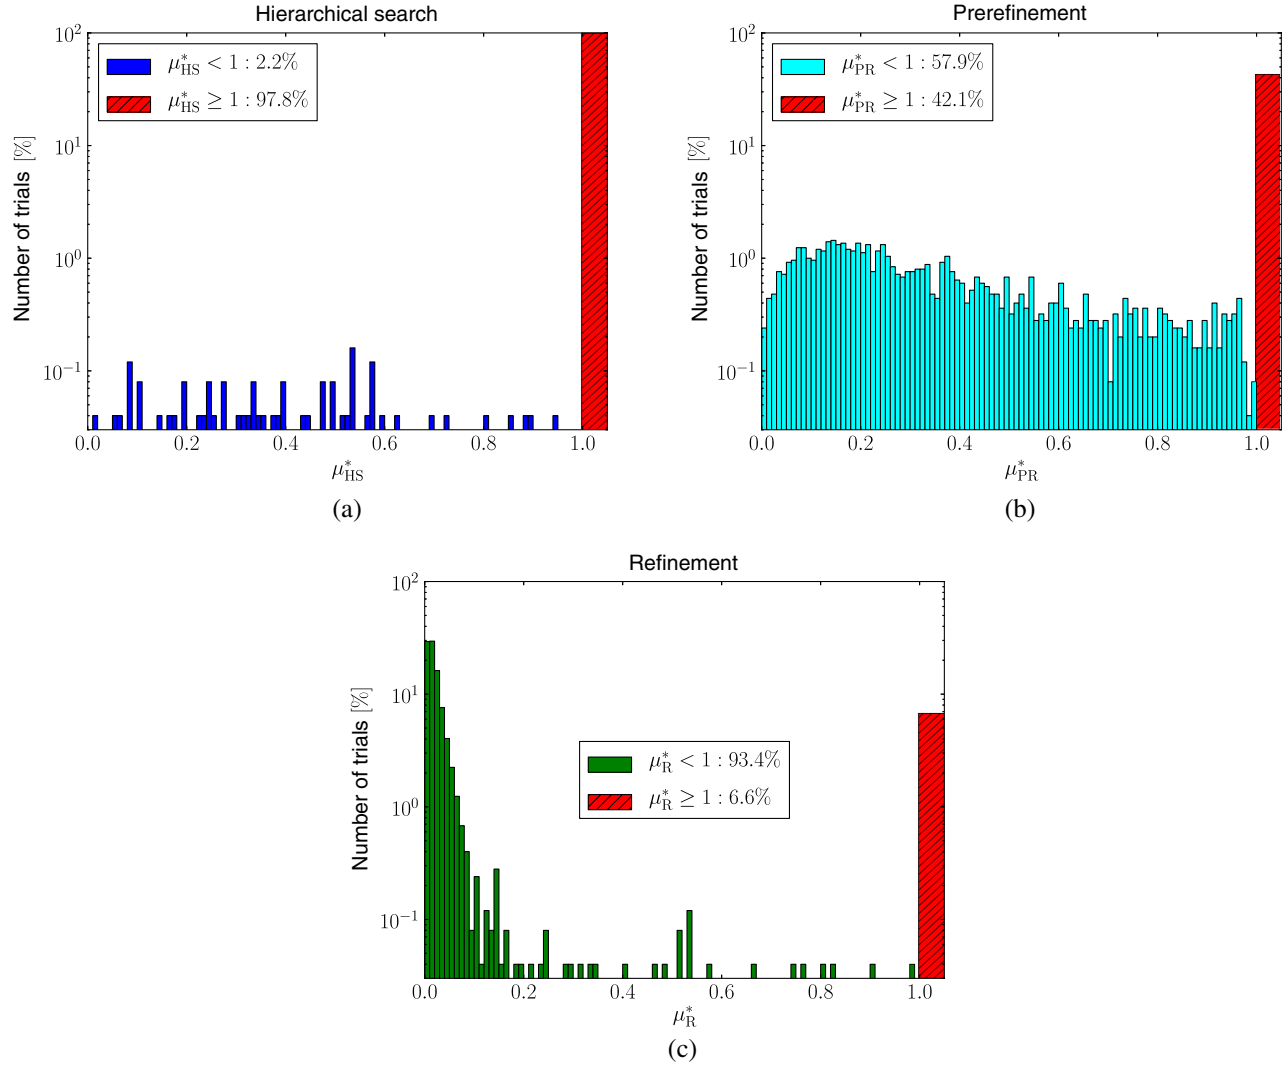 Hierarchical search
10^2
10^1
10^0
10^{-1}
Number of trials [%]
μ*_HS < 1 : 2.2%
μ*_HS ≥ 1 : 97.8%
0.0 0.2 0.4 0.6 0.8 1.0
μ*_HS
(a)
Prerefinement
10^2
10^1
10^0
10^{-1}
Number of trials [%]
μ*_PR < 1 : 57.9%
μ*_PR ≥ 1 : 42.1%
0.0 0.2 0.4 0.6 0.8 1.0
μ*_PR
(b)
Refinement
10^2
10^1
10^0
10^{-1}
Number of trials [%]
μ*_R < 1 : 93.4%
μ*_R ≥ 1 : 6.6%
0.0 0.2 0.4 0.6 0.8 1.0
μ*_R
(c)